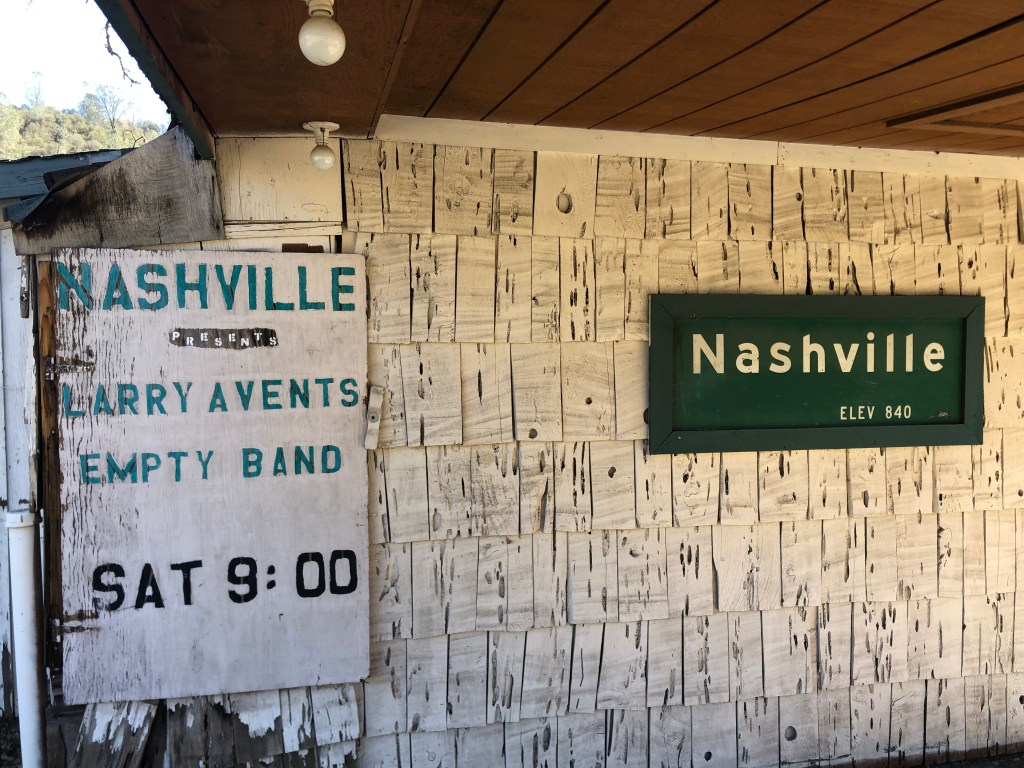 NASHVILLE
PRESENTS
LARRY AVENTS
EMPTY BAND
SAT 9:00
Nashville
ELEV 840